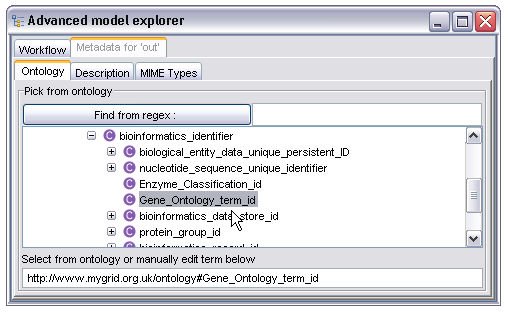 Advanced model explorer
Workflow Metadata for 'out'
Ontology Description MIME Types
Pick from ontology
Find from regex :
bioinformatics_identifier
biological_entity_data_unique_persistent_ID
nucleotide_sequence_unique_identifier
Enzyme_Classification_id
Gene_Ontology_term_id
bioinformatics_data_store_id
protein_group_id
bioinformatics_record_id
Select from ontology or manually edit term below
http://www.mygrid.org.uk/ontology#Gene_Ontology_term_id